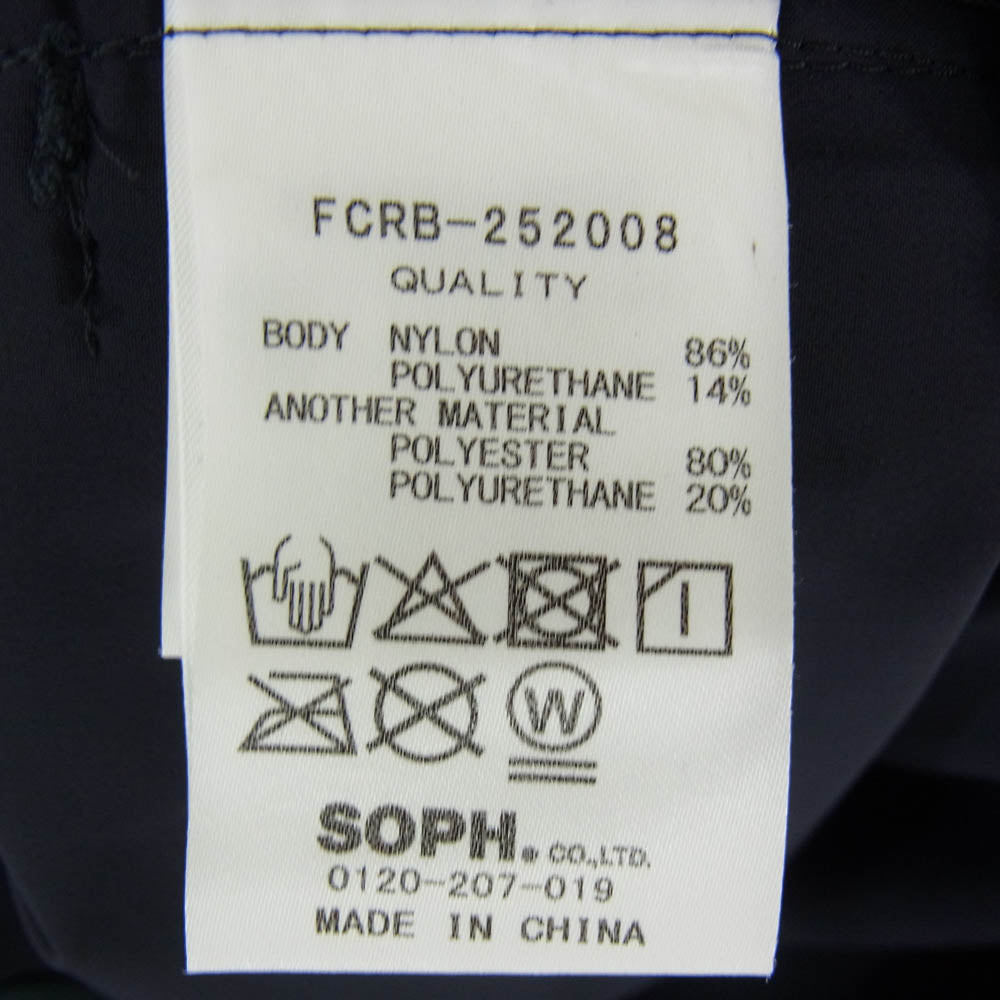 FCRB-252008
QUALITY
BODY NYLON 86%
POLYURETHANE 14%
ANOTHER MATERIAL
POLYESTER 80%
POLYURETHANE 20%
W
SOPH.® CO.,LTD.
0120-207-019
MADE IN CHINA